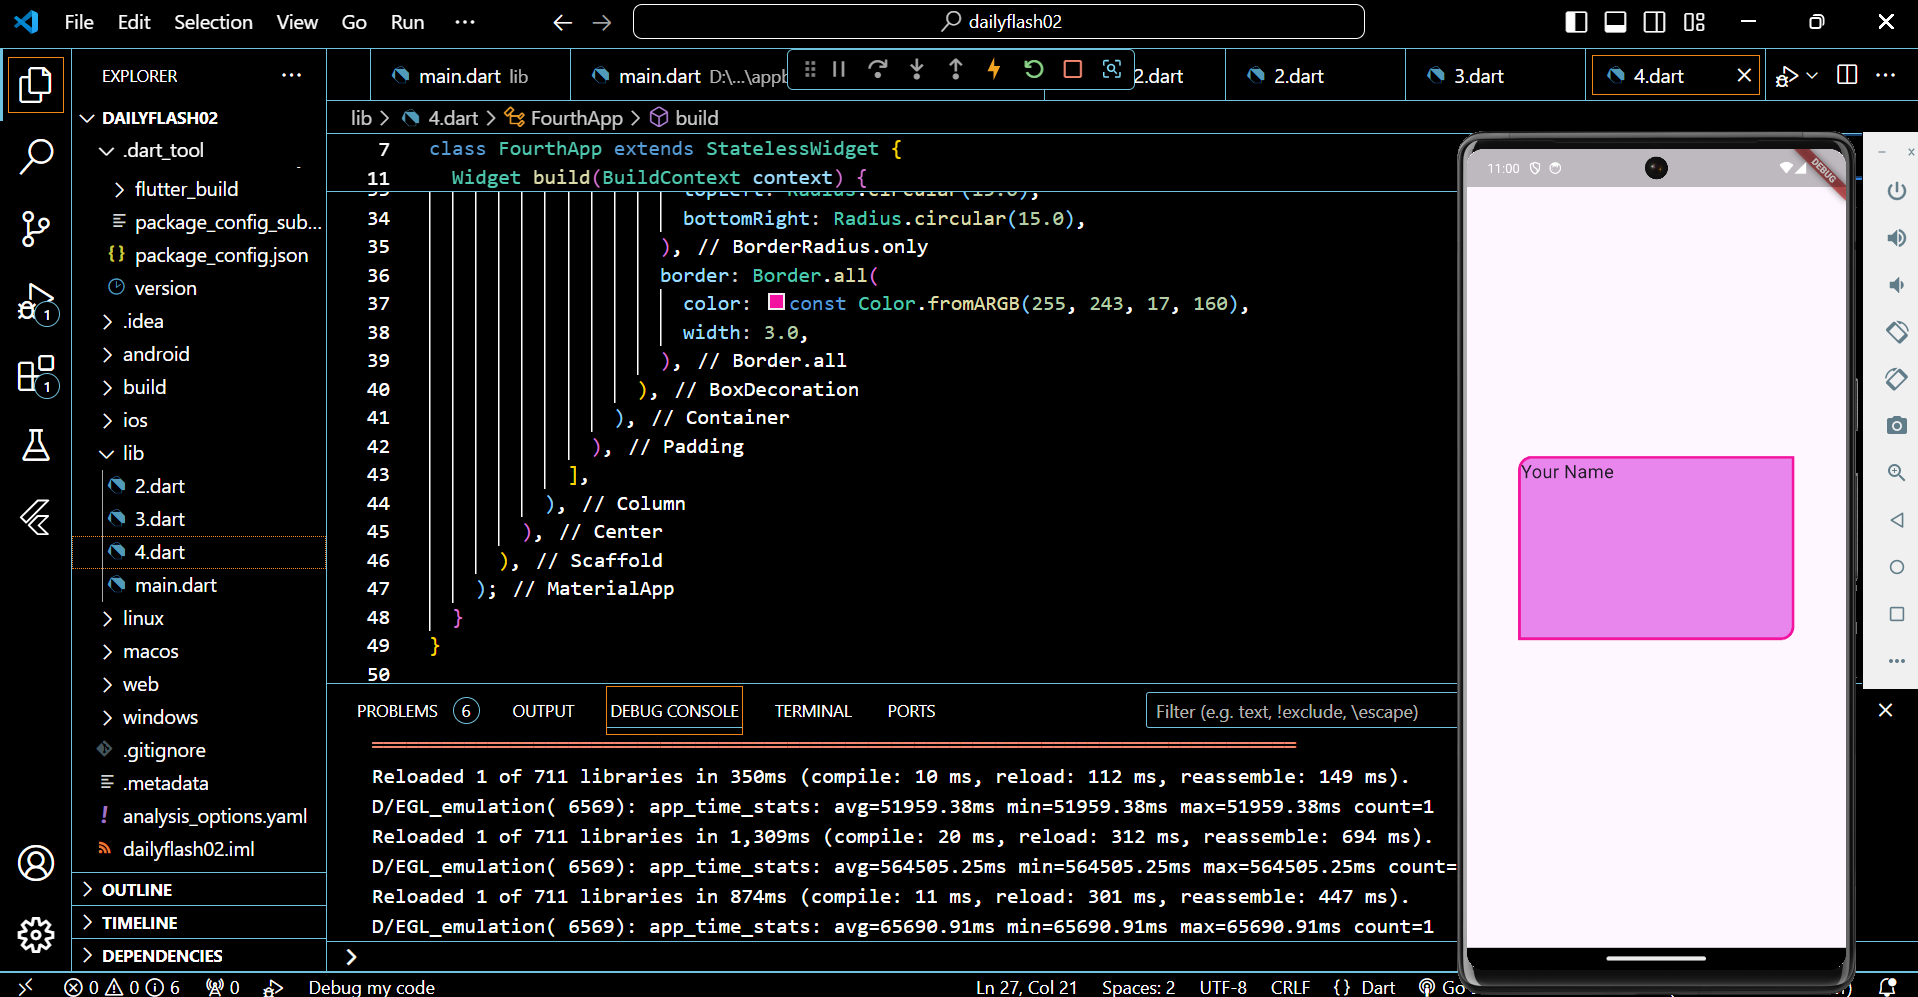 File Edit Selection View Go Run ···
dailyflash02
EXPLORER
DAILYFLASH02
.dart_tool
flutter_build
package_config_sub...
package_config.json
version
.idea
android
build
ios
lib
2.dart
3.dart
4.dart
main.dart
linux
macos
web
windows
.gitignore
.metadata
analysis_options.yaml
dailyflash02.iml
OUTLINE
TIMELINE
DEPENDENCIES
main.dart lib
main.dart D:\...\appb
2.dart
2.dart
3.dart
4.dart
lib > 4.dart > FourthApp > build
7 class FourthApp extends StatelessWidget {
11 Widget build(BuildContext context) {
topLeft: Radius.circular(15.0),
34 bottomRight: Radius.circular(15.0),
35 ), // BorderRadius.only
36 border: Border.all(
37 color: const Color.fromARGB(255, 243, 17, 160),
38 width: 3.0,
39 ), // Border.all
40 ), // BoxDecoration
41 ), // Container
42 ), // Padding
43 ],
44 ), // Column
45 ), // Center
46 ), // Scaffold
47 ); // MaterialApp
48 }
49 }
50
PROBLEMS 6 OUTPUT DEBUG CONSOLE TERMINAL PORTS
Filter (e.g. text, !exclude, \escape)
Reloaded 1 of 711 libraries in 350ms (compile: 10 ms, reload: 112 ms, reassemble: 149 ms).
D/EGL_emulation( 6569): app_time_stats: avg=51959.38ms min=51959.38ms max=51959.38ms count=1
Reloaded 1 of 711 libraries in 1,309ms (compile: 20 ms, reload: 312 ms, reassemble: 694 ms).
D/EGL_emulation( 6569): app_time_stats: avg=564505.25ms min=564505.25ms max=564505.25ms count=
Reloaded 1 of 711 libraries in 874ms (compile: 11 ms, reload: 301 ms, reassemble: 447 ms).
D/EGL_emulation( 6569): app_time_stats: avg=65690.91ms min=65690.91ms max=65690.91ms count=1
>
11:00
DEBUG
Your Name
1
1
0 0 6 0 Debug my code
Ln 27, Col 21 Spaces: 2 UTF-8 CRLF {} Dart Go